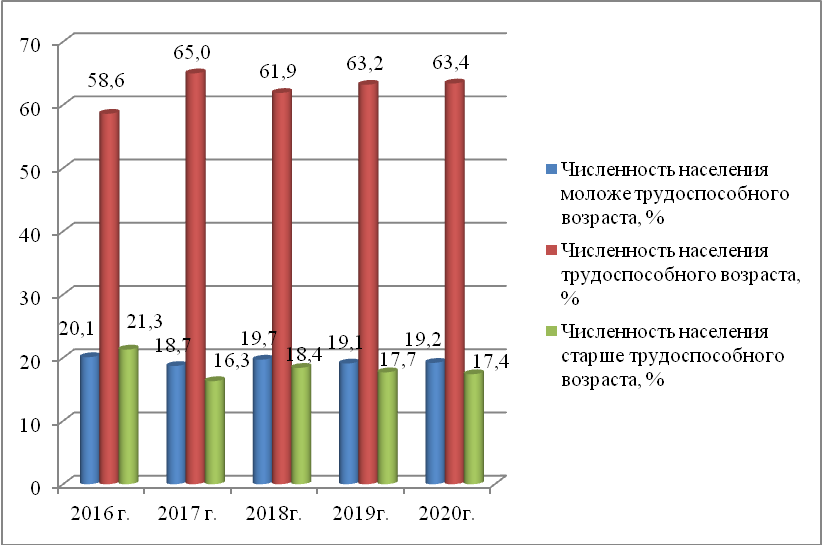 70
60
50
40
30
20
10
0
58,6
65,0
61,9
63,2
63,4
20,1
21,3
18,7
16,3
19,7
18,4
19,1
17,7
19,2
17,4
2016 г.
2017 г.
2018г.
2019г.
2020г.
Численность населения
моложе трудоспособного
возраста, %
Численность населения
трудоспособного возраста,
%
Численность населения
старше трудоспособного
возраста, %